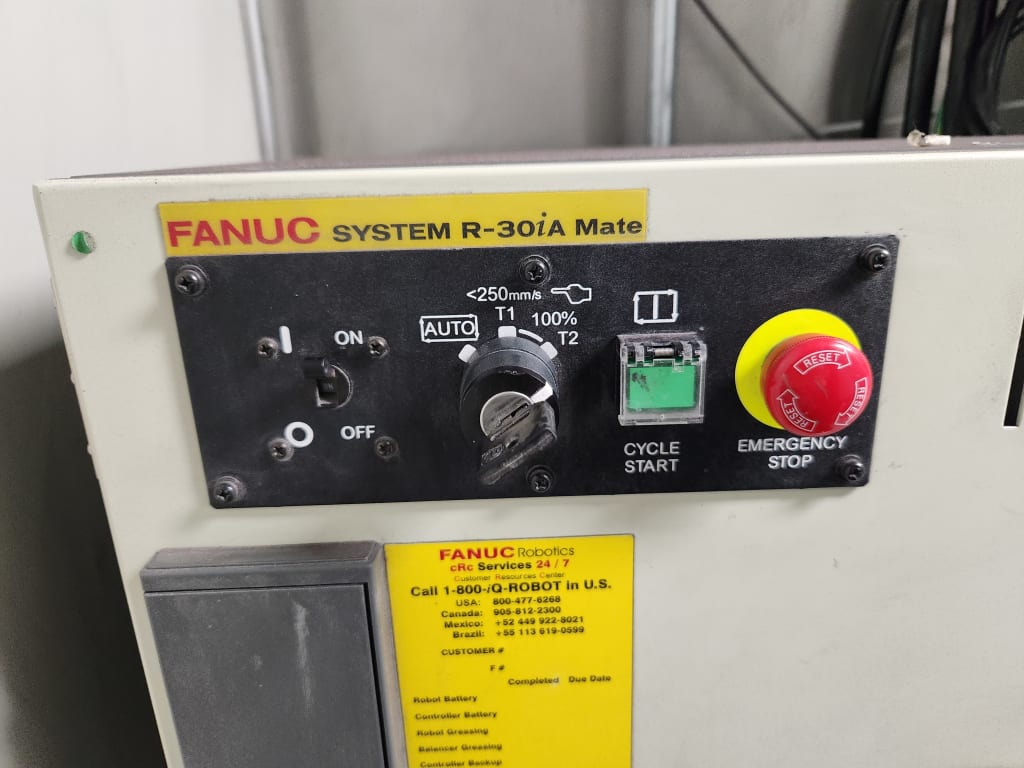 FANUC SYSTEM R-30iA Mate
<250mm/s
T1
AUTO
100%
T2
I ON
O OFF
CYCLE
START
RESET
RESET
RESET
EMERGENCY
STOP
FANUC Robotics
cRc Services 24 / 7
Customer Resources Center
Call 1-800-iQ-ROBOT in U.S.
USA: 800-477-6268
Canada: 905-812-2300
Mexico: +52 449 922-8021
Brazil: +55 113 619-0599
CUSTOMER #
F #
Completed Due Date
Robot Battery
Controller Battery
Robot Greasing
Balancer Greasing
Controller Backup